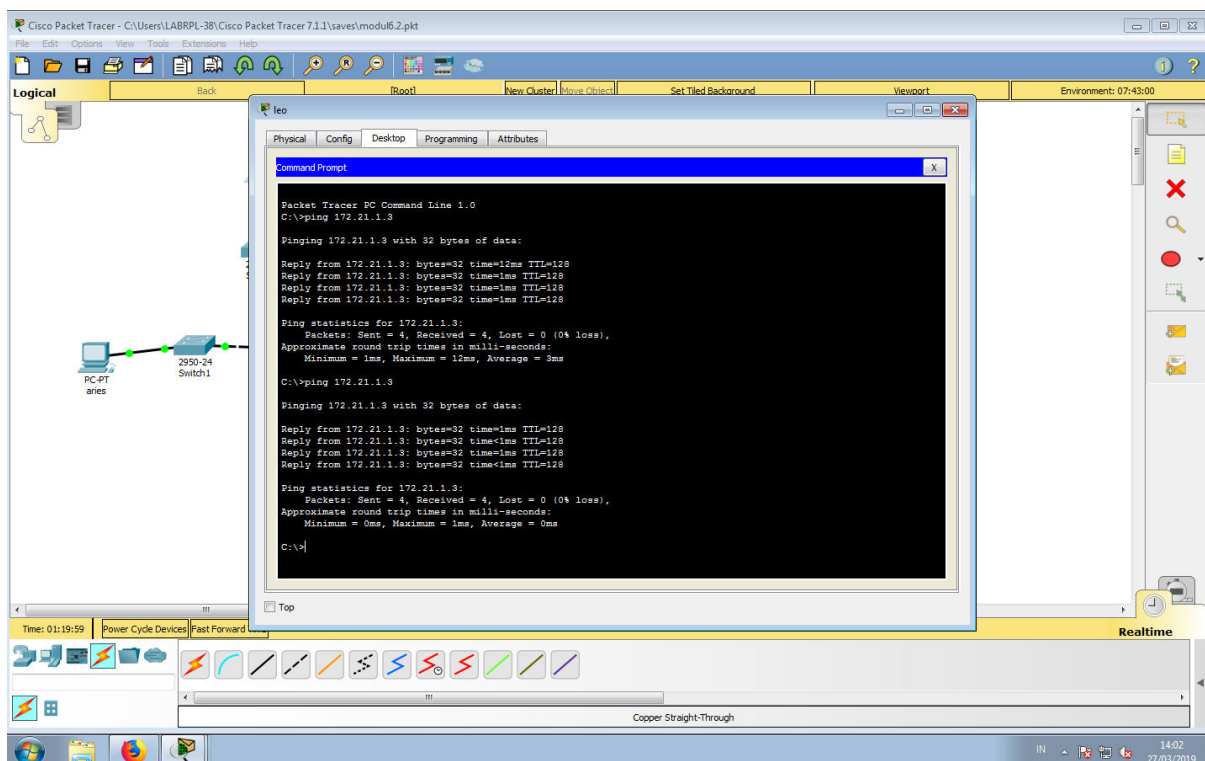 Cisco Packet Tracer - C:\Users\LABRPL-38\Cisco Packet Tracer 7.1.1\saves\modul6.2.pkt
File Edit Options View Tools Extensions Help
Logical Back [Root] New Cluster Move Object Set Tiled Background Viewport Environment: 07:43:00
leo
Physical Config Desktop Programming Attributes
Command Prompt X
Packet Tracer PC Command Line 1.0
C:\>ping 172.21.1.3
Pinging 172.21.1.3 with 32 bytes of data:
Reply from 172.21.1.3: bytes=32 time=12ms TTL=128
Reply from 172.21.1.3: bytes=32 time=1ms TTL=128
Reply from 172.21.1.3: bytes=32 time=1ms TTL=128
Reply from 172.21.1.3: bytes=32 time=1ms TTL=128
Ping statistics for 172.21.1.3:
Packets: Sent = 4, Received = 4, Lost = 0 (0% loss),
Approximate round trip times in milli-seconds:
Minimum = 1ms, Maximum = 12ms, Average = 3ms
C:\>ping 172.21.1.3
Pinging 172.21.1.3 with 32 bytes of data:
Reply from 172.21.1.3: bytes=32 time=1ms TTL=128
Reply from 172.21.1.3: bytes=32 time<1ms TTL=128
Reply from 172.21.1.3: bytes=32 time=1ms TTL=128
Reply from 172.21.1.3: bytes=32 time<1ms TTL=128
Ping statistics for 172.21.1.3:
Packets: Sent = 4, Received = 4, Lost = 0 (0% loss),
Approximate round trip times in milli-seconds:
Minimum = 0ms, Maximum = 1ms, Average = 0ms
C:\>
2950-24
Switch1
PC-PT
aries
Top
Time: 01:19:59 Power Cycle Devices Fast Forward
Realtime
Copper Straight-Through
IN
14:02
27/03/2019